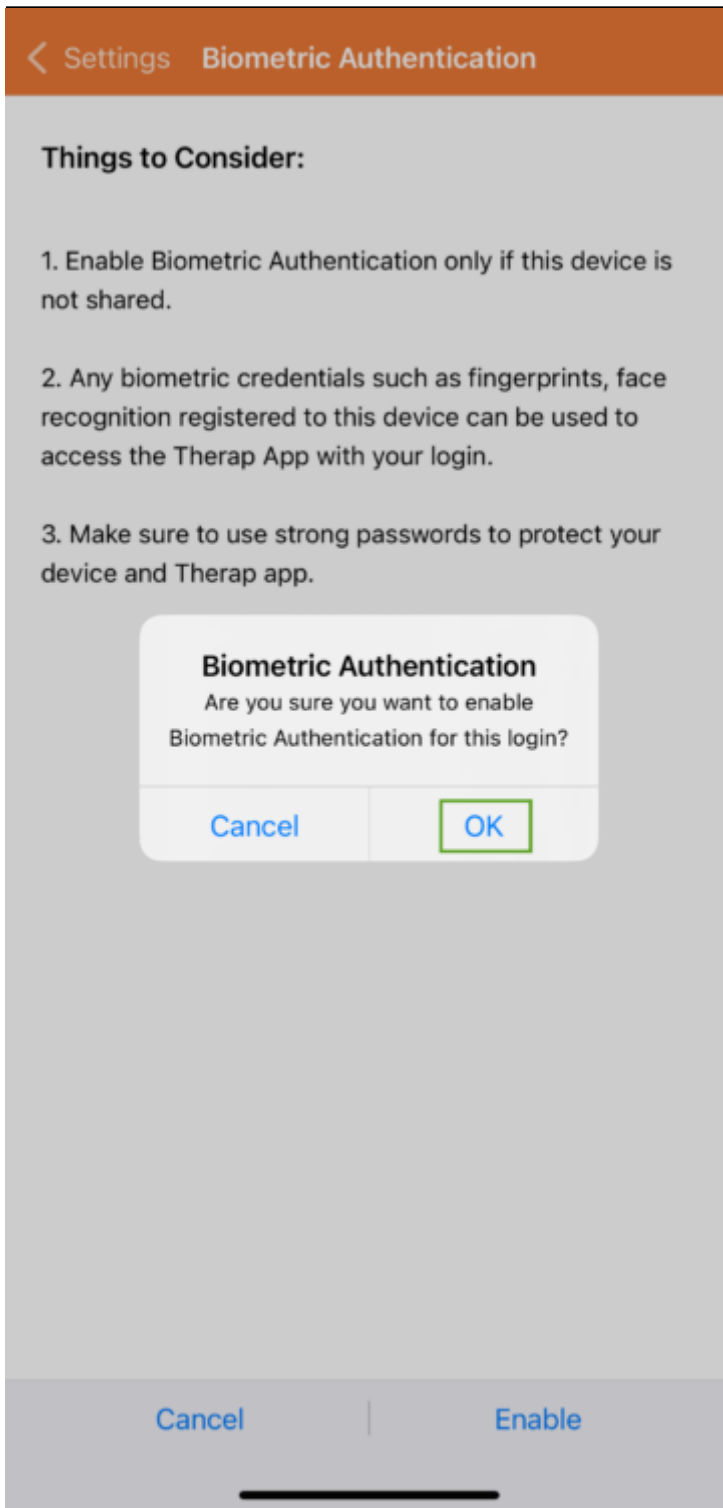 Settings Biometric Authentication
Things to Consider:
1. Enable Biometric Authentication only if this device is
not shared.
2. Any biometric credentials such as fingerprints, face
recognition registered to this device can be used to
access the Therap App with your login.
3. Make sure to use strong passwords to protect your
device and Therap app.
Biometric Authentication
Are you sure you want to enable
Biometric Authentication for this login?
Cancel OK
Cancel Enable